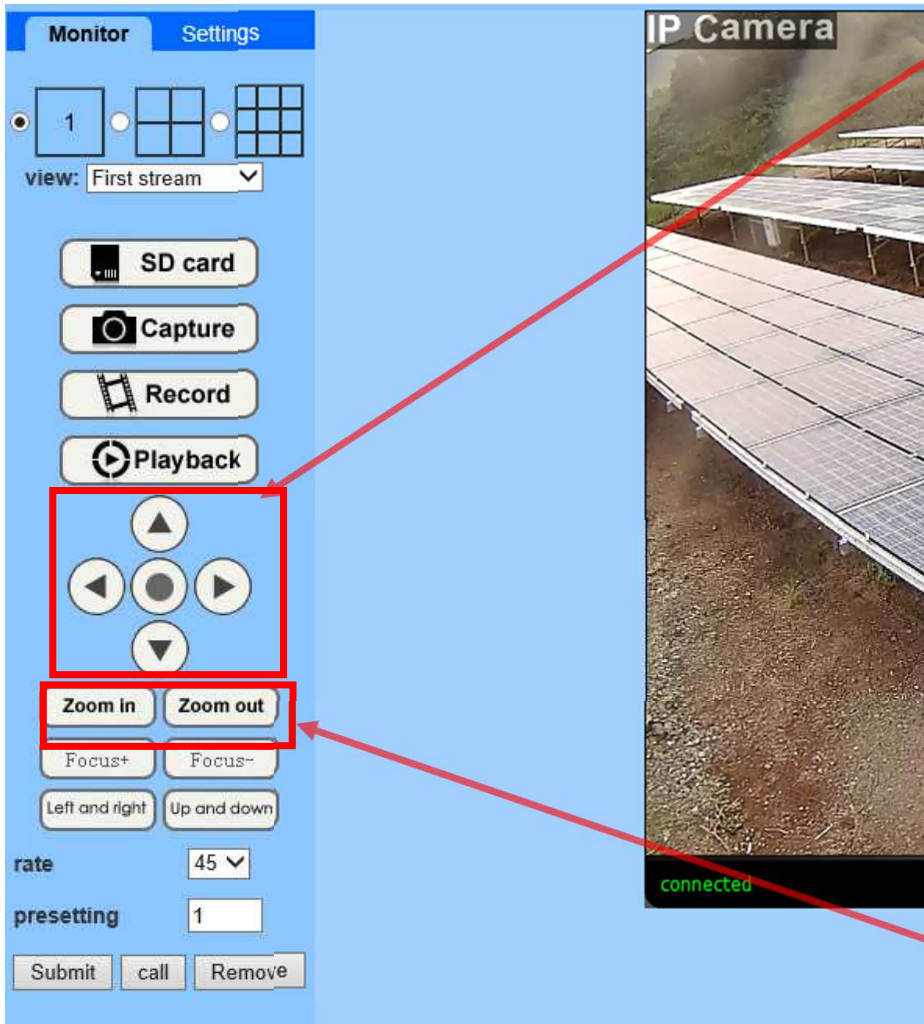 Monitor Settings
IP Camera
1
view: First stream
SD card
Capture
Record
Playback
Zoom in Zoom out
Focus+ Focus-
Left and right Up and down
rate 45
connected
presetting 1
Submit call Remove